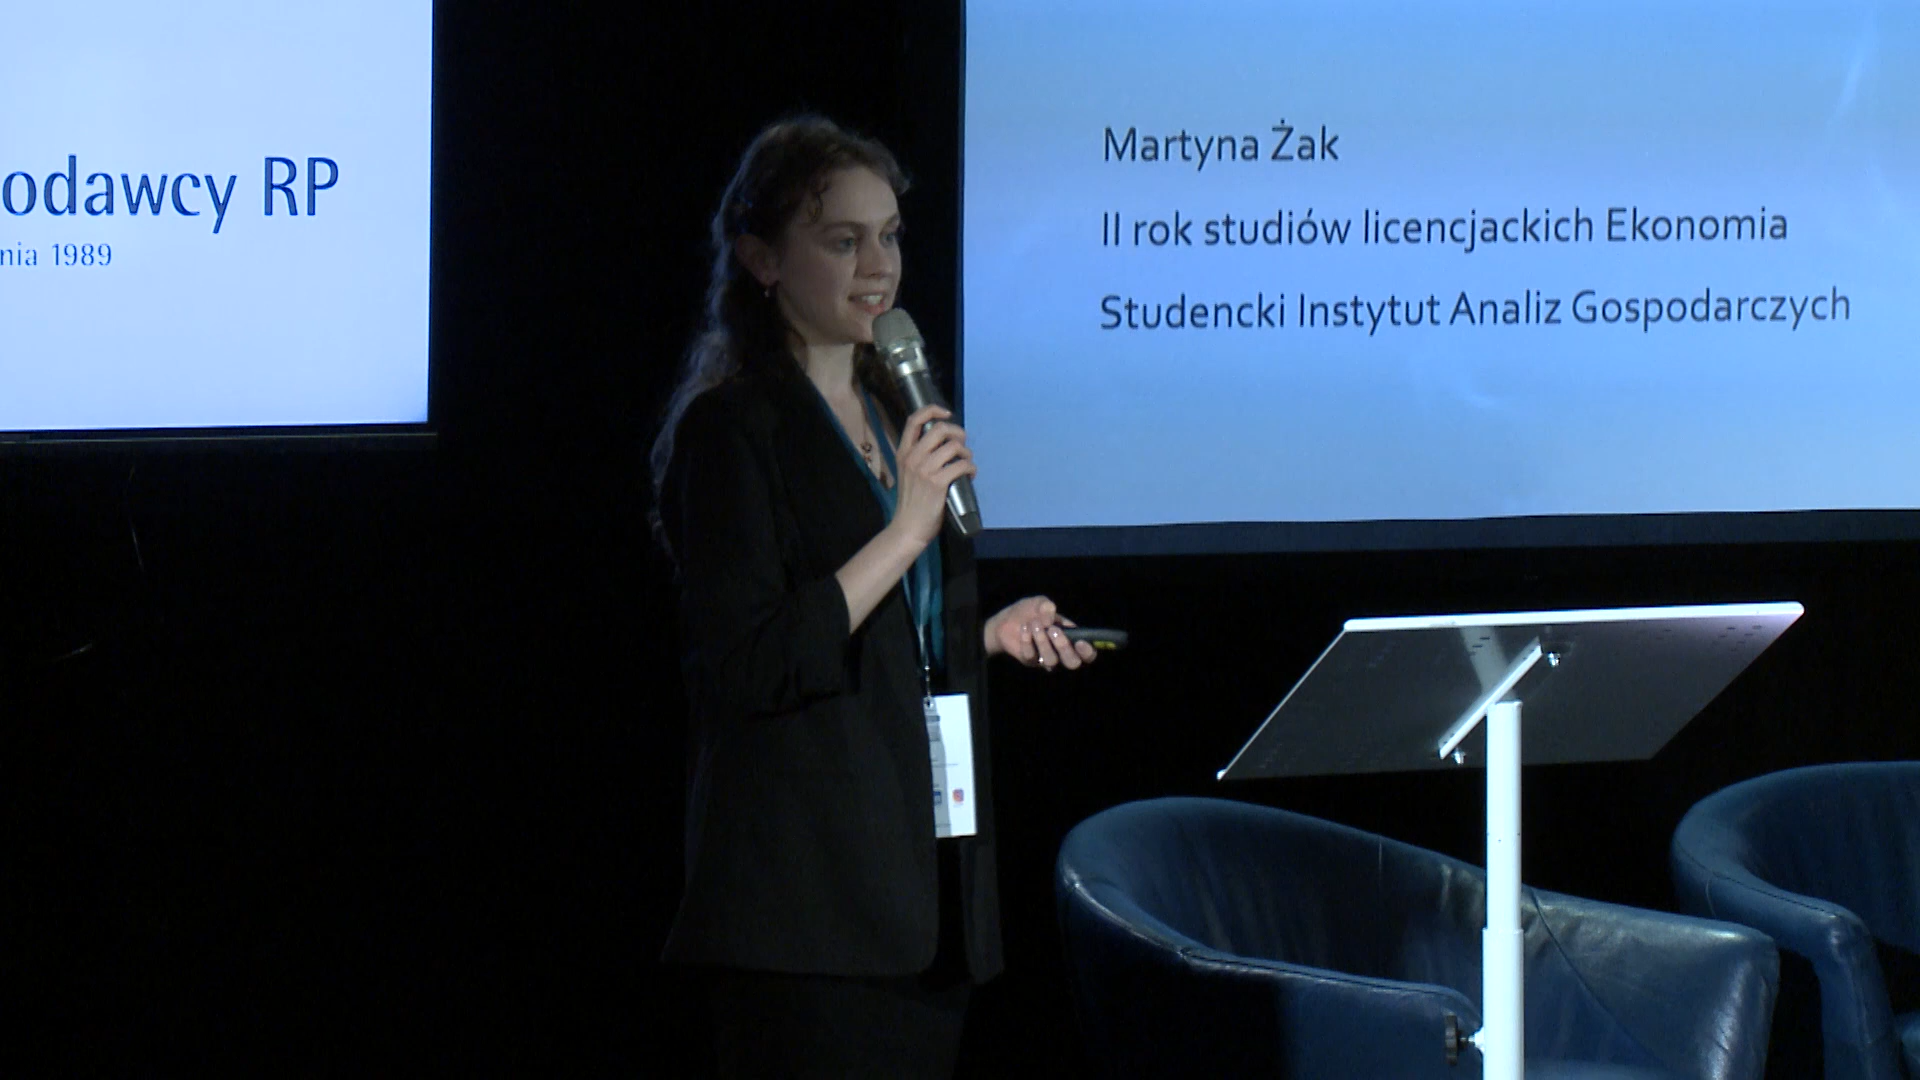 odawcy RP
nia 1989
Martyna Żak
II rok studiów licencjackich Ekonomia
Studencki Instytut Analiz Gospodarczych